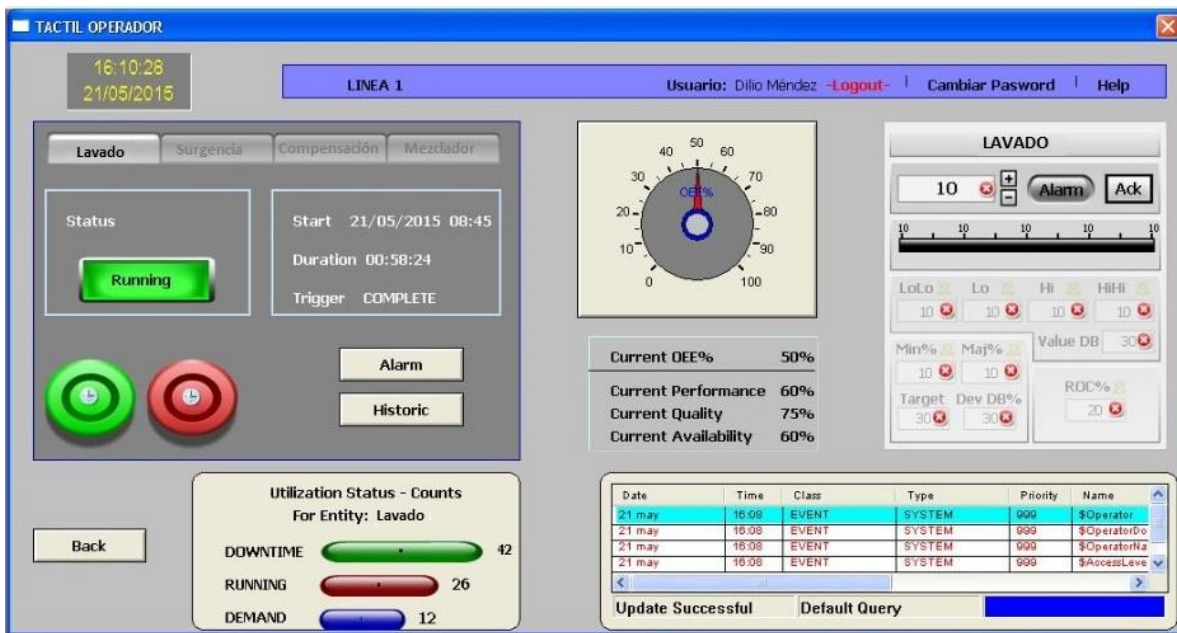 TACTIL OPERADOR
16:10:28
21/05/2015
LINEA 1
Usuario: Dilio Méndez -Logout- | Cambiar Pasword | Help
Lavado Surgencia Compensación Mezclador
Status
Running
Start 21/05/2015 08:45
Duration 00:58:24
Trigger COMPLETE
Alarm
Historic
0 10 20 30 40 50 60 70 80 90 100
OEE%
Current OEE% 50%
Current Performance 60%
Current Quality 75%
Current Availability 60%
LAVADO
10 + - Alarm Ack
10 10 10 10 10
LoLo Lo Hi HiHi
10 10 10 10
Min% Maj% Value DB 30
10 10
ROC%
Target Dev DB% 20
30 30
Back
Utilization Status - Counts
For Entity: Lavado
DOWNTIME 42
RUNNING 26
DEMAND 12
Date Time Class Type Priority Name
21 may 16:08 EVENT SYSTEM 999 $Operator
21 may 16:08 EVENT SYSTEM 999 $OperatorDo
21 may 16:08 EVENT SYSTEM 999 $OperatorNa
21 may 16:08 EVENT SYSTEM 999 $AccessLeve
Update Successful Default Query